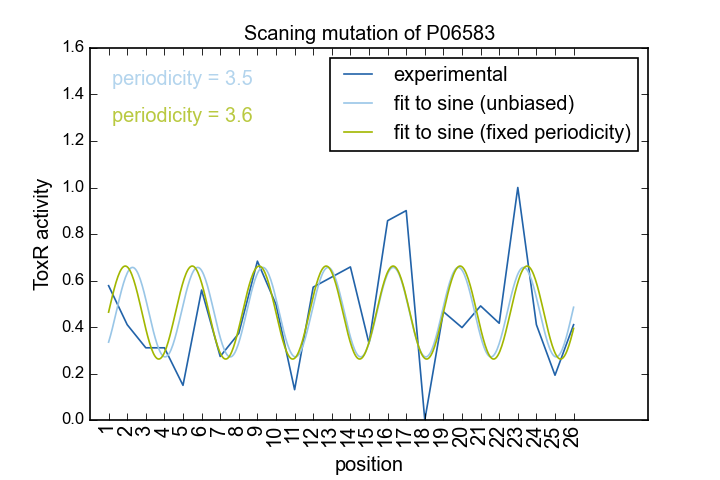 Scaning mutation of P06583
1.6
1.4
1.2
1.0
0.8
0.6
0.4
0.2
0.0
ToxR activity
periodicity = 3.5
periodicity = 3.6
experimental
fit to sine (unbiased)
fit to sine (fixed periodicity)
1 2 3 4 5 6 7 8 9 10 11 12 13 14 15 16 17 18 19 20 21 22 23 24 25 26
position